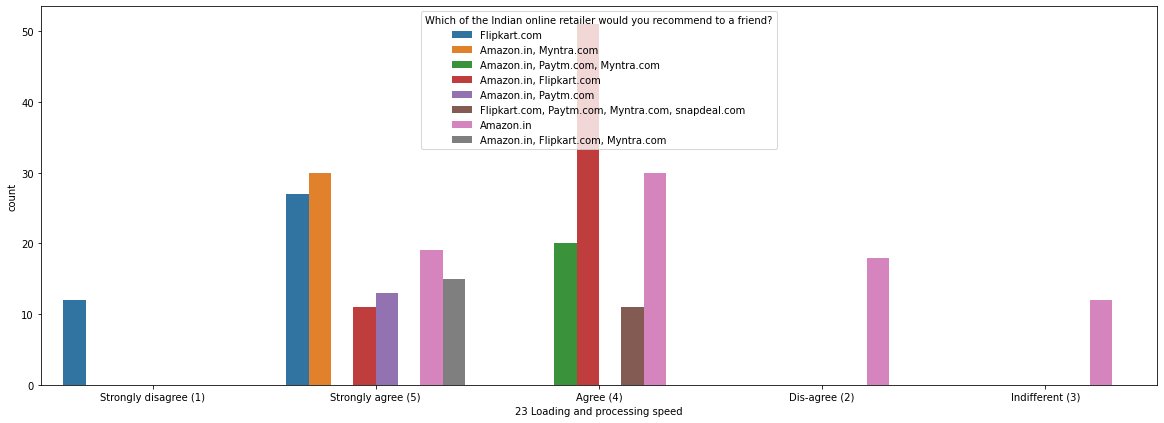 Which of the Indian online retailer would you recommend to a friend?
Flipkart.com
Amazon.in, Myntra.com
Amazon.in, Paytm.com, Myntra.com
Amazon.in, Flipkart.com
Amazon.in, Paytm.com
Flipkart.com, Paytm.com, Myntra.com, snapdeal.com
Amazon.in
Amazon.in, Flipkart.com, Myntra.com
50
40
30
20
10
0
count
Strongly disagree (1) Strongly agree (5) Agree (4) Dis-agree (2) Indifferent (3)
23 Loading and processing speed